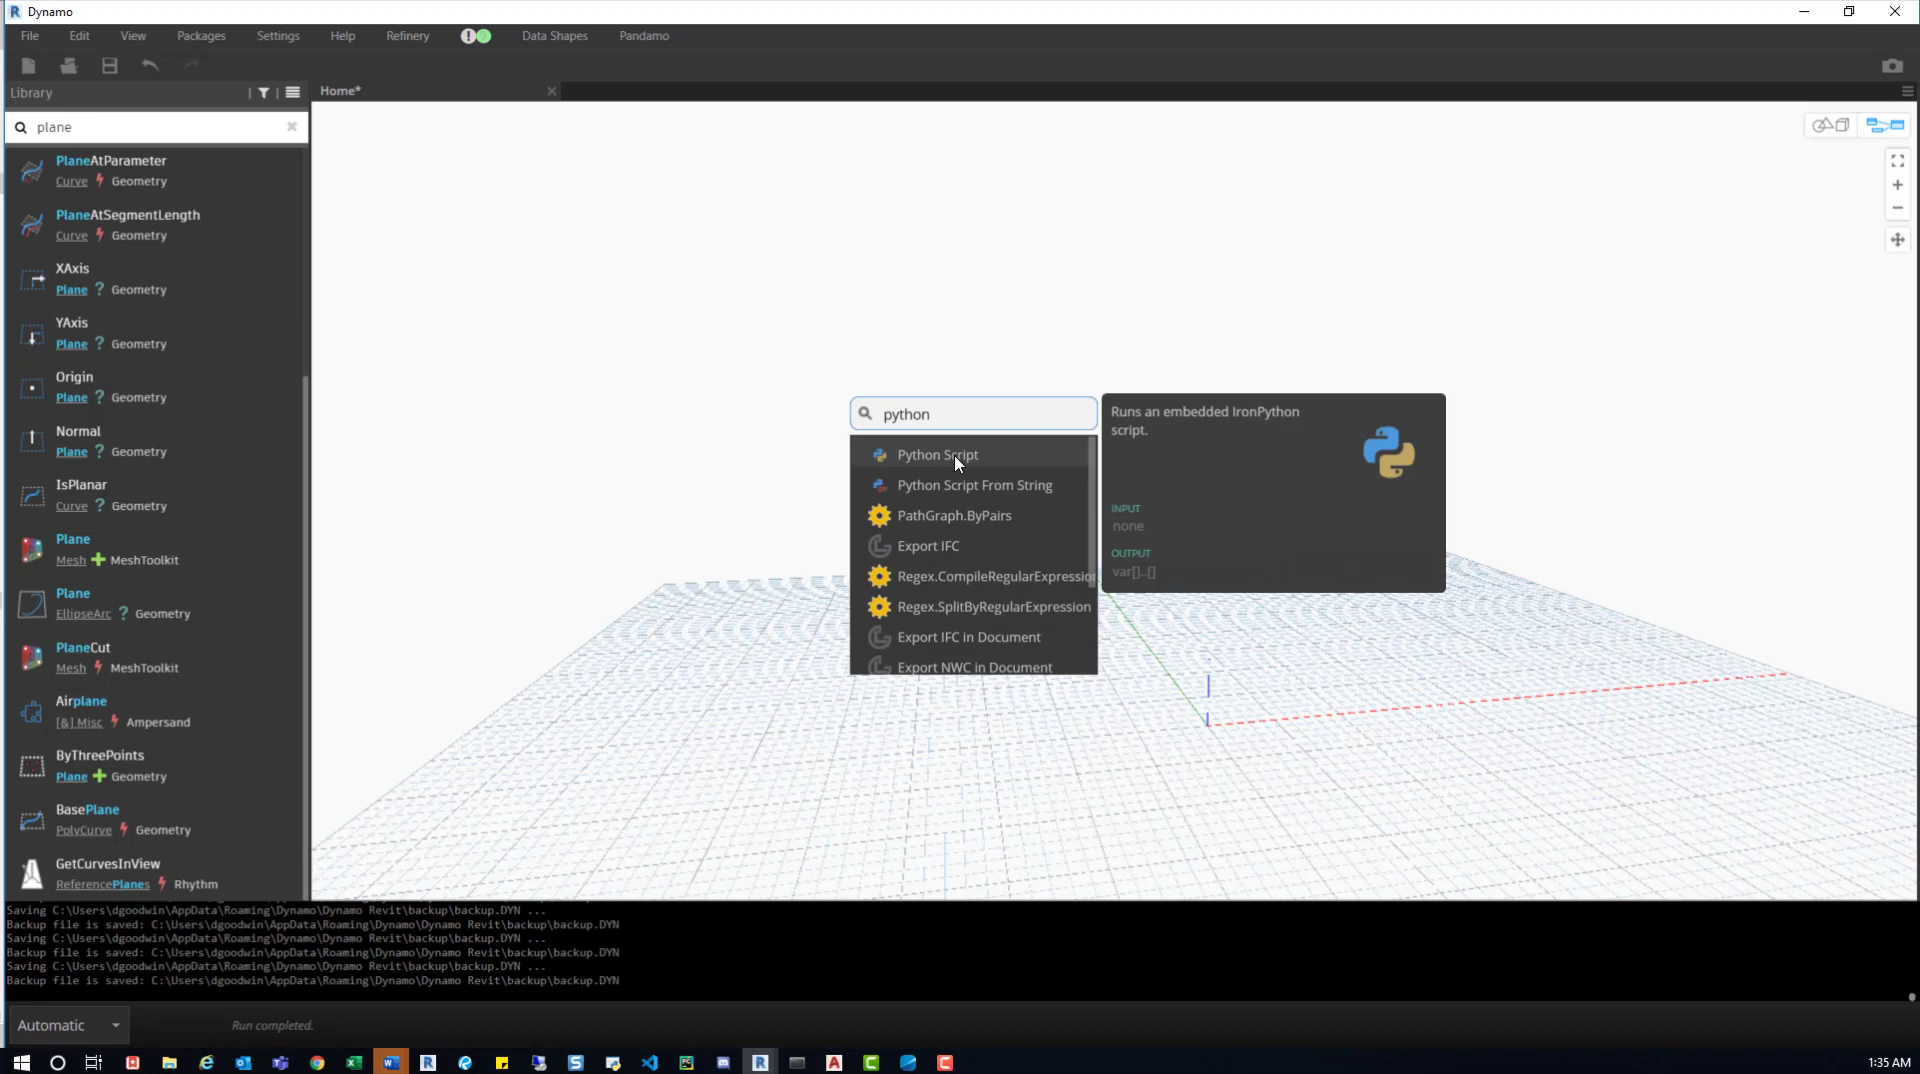 Dynamo
File Edit View Packages Settings Help Refinery Data Shapes Pandamo
Library
Home*
plane
PlaneAtParameter
Curve Geometry
PlaneAtSegmentLength
Curve Geometry
XAxis
Plane ? Geometry
YAxis
Plane ? Geometry
Origin
Plane ? Geometry
Normal
Plane ? Geometry
IsPlanar
Curve ? Geometry
Plane
Mesh MeshToolkit
Plane
EllipseArc ? Geometry
PlaneCut
Mesh MeshToolkit
Airplane
[&] Misc Ampersand
ByThreePoints
Plane Geometry
BasePlane
PolyCurve Geometry
GetCurvesInView
ReferencePlanes Rhythm
python
Python Script
Python Script From String
PathGraph.ByPairs
Export IFC
Regex.CompileRegularExpression
Regex.SplitByRegularExpression
Export IFC in Document
Export NWC in Document
Runs an embedded IronPython
script.
INPUT
none
OUTPUT
var[]..[]
Saving C:\Users\dgoodwin\AppData\Roaming\Dynamo\Dynamo Revit\backup\backup.DYN ...
Backup file is saved: C:\Users\dgoodwin\AppData\Roaming\Dynamo\Dynamo Revit\backup\backup.DYN
Saving C:\Users\dgoodwin\AppData\Roaming\Dynamo\Dynamo Revit\backup\backup.DYN ...
Backup file is saved: C:\Users\dgoodwin\AppData\Roaming\Dynamo\Dynamo Revit\backup\backup.DYN
Saving C:\Users\dgoodwin\AppData\Roaming\Dynamo\Dynamo Revit\backup\backup.DYN ...
Backup file is saved: C:\Users\dgoodwin\AppData\Roaming\Dynamo\Dynamo Revit\backup\backup.DYN
Automatic
Run completed.
1:35 AM